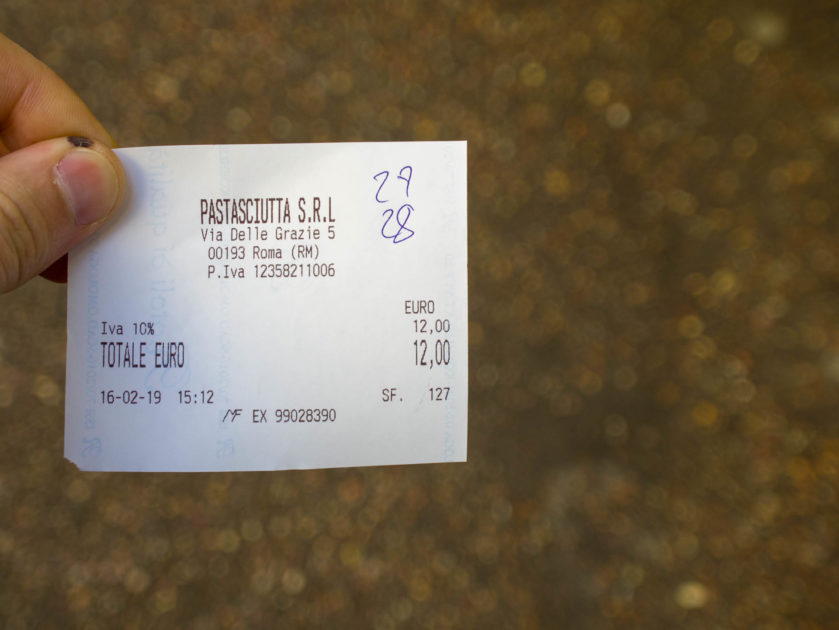 29
28
PASTASCIUTTA S.R.L
Via Delle Grazie 5
00193 Roma (RM)
P.Iva 12358211006
EURO
Iva 10% 12,00
TOTALE EURO 12,00
16-02-19 15:12 SF. 127
MF EX 99028390